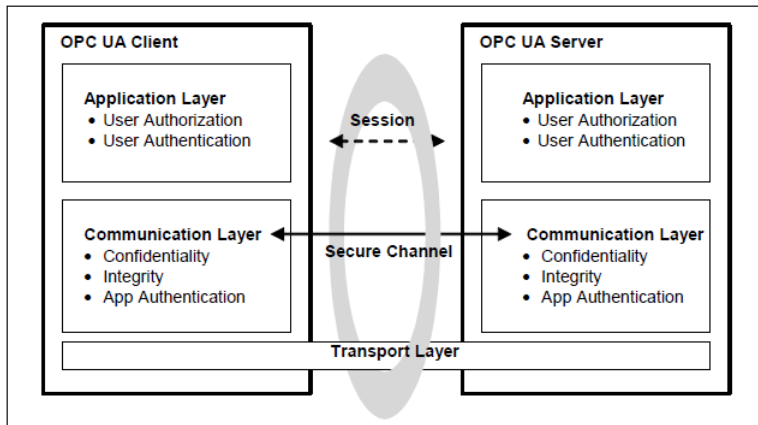 OPC UA Client
Application Layer
• User Authorization
• User Authentication
Communication Layer
• Confidentiality
• Integrity
• App Authentication
Session
Secure Channel
OPC UA Server
Application Layer
• User Authorization
• User Authentication
Communication Layer
• Confidentiality
• Integrity
• App Authentication
Transport Layer